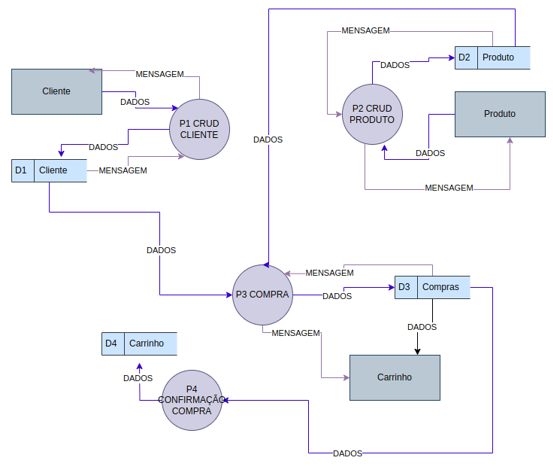 MENSAGEM
D2 Produto
DADOS
MENSAGEM
Cliente
DADOS
P2 CRUD
PRODUTO
Produto
P1 CRUD
CLIENTE
DADOS
DADOS
DADOS
D1 Cliente
MENSAGEM
MENSAGEM
DADOS
MENSAGEM
P3 COMPRA
DADOS
D3 Compras
DADOS
MENSAGEM
D4 Carrinho
DADOS
Carrinho
P4
CONFIRMAÇÃO
COMPRA
DADOS